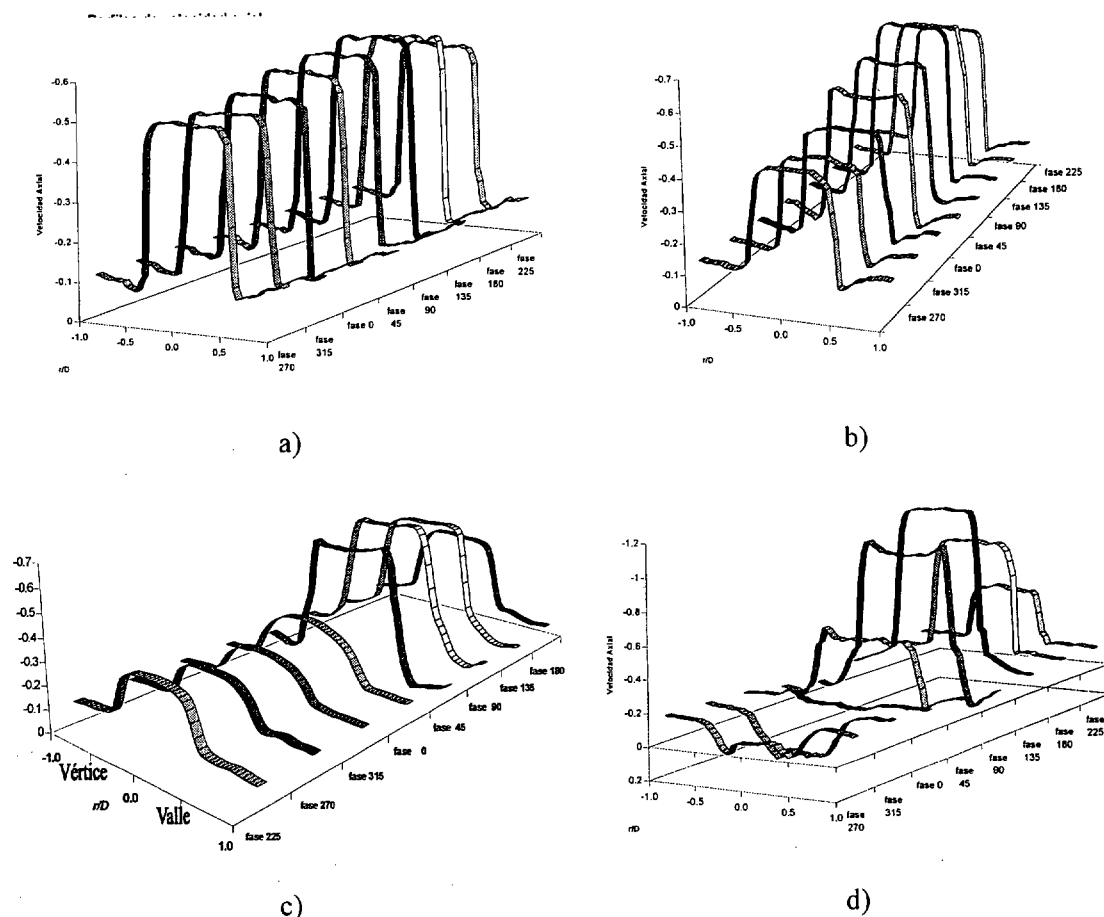 -0.6
-0.5
-0.4
-0.3
-0.2
-0.1
0
Velocidad Axial
-1.0
-0.5
0.0
0.5
1.0
r/D
fase 270
fase 315
fase 0
fase 45
fase 90
fase 135
fase 180
fase 225
a)
-0.7
-0.6
-0.5
-0.4
-0.3
-0.2
-0.1
0
Velocidad Axial
-1.0
-0.5
0.0
0.5
1.0
r/D
fase 270
fase 315
fase 0
fase 45
fase 90
fase 135
fase 180
fase 225
b)
-0.7
-0.6
-0.5
-0.4
-0.3
-0.2
-0.1
0
-1.0
Vértice
r/D
0.0
Valle
1.0
fase 225
fase 270
fase 315
fase 0
fase 45
fase 90
fase 135
fase 180
c)
-1.2
-1
-0.8
-0.6
-0.4
-0.2
0
0.2
Velocidad Axial
-1.0
-0.5
0.0
0.5
1.0
r/D
fase 270
fase 315
fase 0
fase 45
fase 90
fase 135
fase 180
fase 225
d)